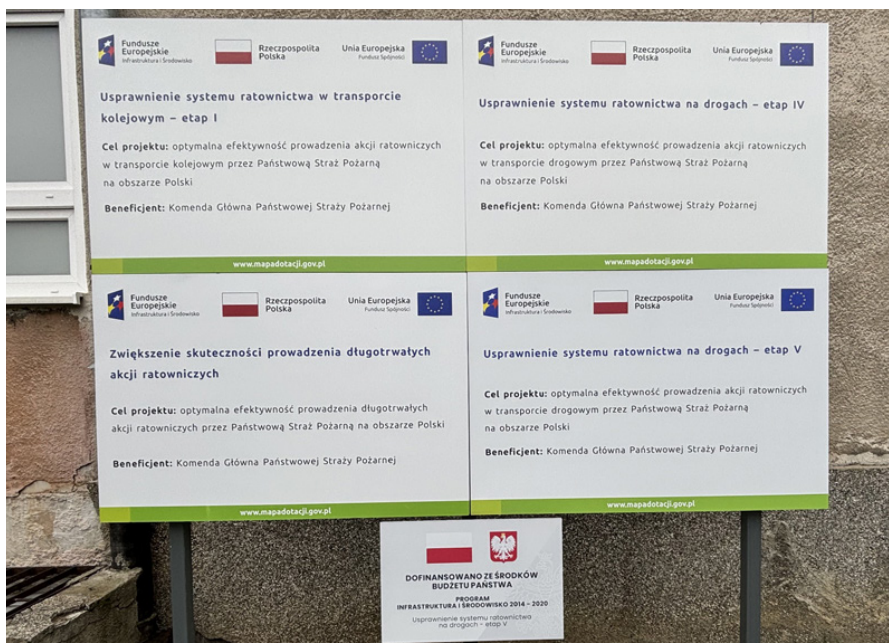 Fundusze
Europejskie
Infrastruktura i Środowisko
Rzeczpospolita
Polska
Unia Europejska
Fundusz Spójności
Usprawnienie systemu ratownictwa w transporcie
kolejowym – etap I
Cel projektu: optymalna efektywność prowadzenia akcji ratowniczych
w transporcie kolejowym przez Państwową Straż Pożarną
na obszarze Polski
Beneficjent: Komenda Główna Państwowej Straży Pożarnej
www.mapadotacji.gov.pl
Fundusze
Europejskie
Infrastruktura i Środowisko
Rzeczpospolita
Polska
Unia Europejska
Fundusz Spójności
Usprawnienie systemu ratownictwa na drogach – etap IV
Cel projektu: optymalna efektywność prowadzenia akcji ratowniczych
w transporcie drogowym przez Państwową Straż Pożarną
na obszarze Polski
Beneficjent: Komenda Główna Państwowej Straży Pożarnej
www.mapadotacji.gov.pl
Fundusze
Europejskie
Infrastruktura i Środowisko
Rzeczpospolita
Polska
Unia Europejska
Fundusz Spójności
Zwiększenie skuteczności prowadzenia długotrwałych
akcji ratowniczych
Cel projektu: optymalna efektywność prowadzenia długotrwałych
akcji ratowniczych przez Państwową Straż Pożarną na obszarze Polski
Beneficjent: Komenda Główna Państwowej Straży Pożarnej
www.mapadotacji.gov.pl
Fundusze
Europejskie
Infrastruktura i Środowisko
Rzeczpospolita
Polska
Unia Europejska
Fundusz Spójności
Usprawnienie systemu ratownictwa na drogach – etap V
Cel projektu: optymalna efektywność prowadzenia akcji ratowniczych
w transporcie drogowym przez Państwową Straż Pożarną
na obszarze Polski
Beneficjent: Komenda Główna Państwowej Straży Pożarnej
www.mapadotacji.gov.pl
DOFINANSOWANO ZE ŚRODKÓW
BUDŻETU PAŃSTWA
PROGRAM
INFRASTRUKTURA I ŚRODOWISKO 2014 – 2020
Usprawnienie systemu ratownictwa
na drogach – etap V